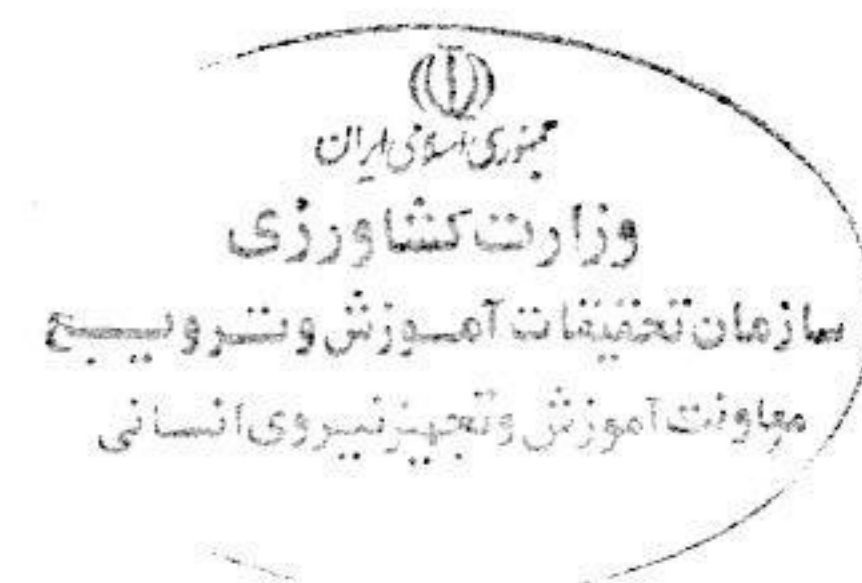 جمهوری اسلامی ایران
وزارت کشاورزی
سازمان تحقیقات آموزش و ترویج
معاونت آموزش و تجهیز نیروی انسانی